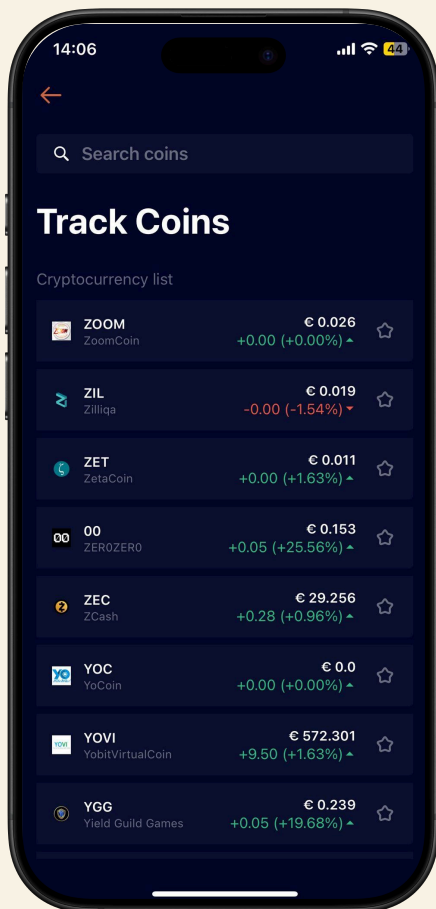 14:06
44
Search coins
Track Coins
Cryptocurrency list
ZOOM
ZoomCoin
€ 0.026
+0.00 (+0.00%)
ZIL
Zilliqa
€ 0.019
-0.00 (-1.54%)
ZET
ZetaCoin
€ 0.011
+0.00 (+1.63%)
00
00
ZER0ZER0
€ 0.153
+0.05 (+25.56%)
ZEC
ZCash
€ 29.256
+0.28 (+0.96%)
YO
YOC
YoCoin
€ 0.0
+0.00 (+0.00%)
YOVI
YOVI
YobitVirtualCoin
€ 572.301
+9.50 (+1.63%)
YGG
Yield Guild Games
€ 0.239
+0.05 (+19.68%)